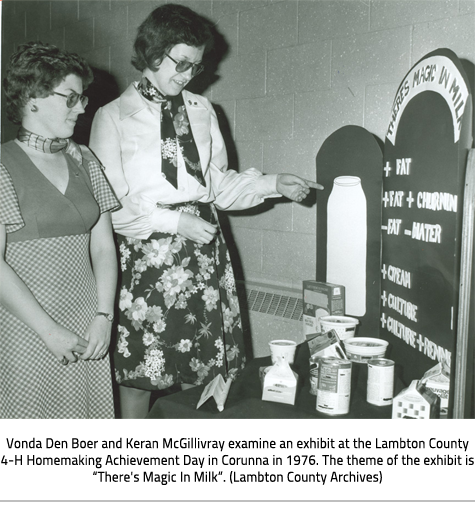 THERE'S MAGIC IN MILK
+ FAT
+FAT + CHURNIN
-FAT -WATER
+ CREAM
+ CULTURE
+ CULTURE + RENN
Vonda Den Boer and Keran McGillivray examine an exhibit at the Lambton County
4-H Homemaking Achievement Day in Corunna in 1976. The theme of the exhibit is
"There's Magic In Milk". (Lambton County Archives)